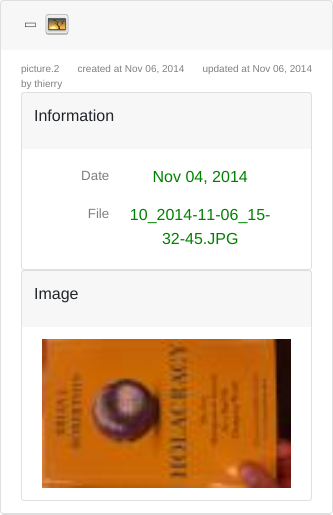 picture.2 created at Nov 06, 2014 updated at Nov 06, 2014
by thierry
Information
Date Nov 04, 2014
File 10_2014-11-06_15-
32-45.JPG
Image
BRIAN J.
ROBERTSON
HOLACRACY